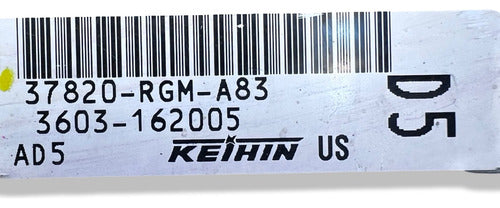 37820-RGM-A83
3603-162005
AD5 KEIHIN US
D5